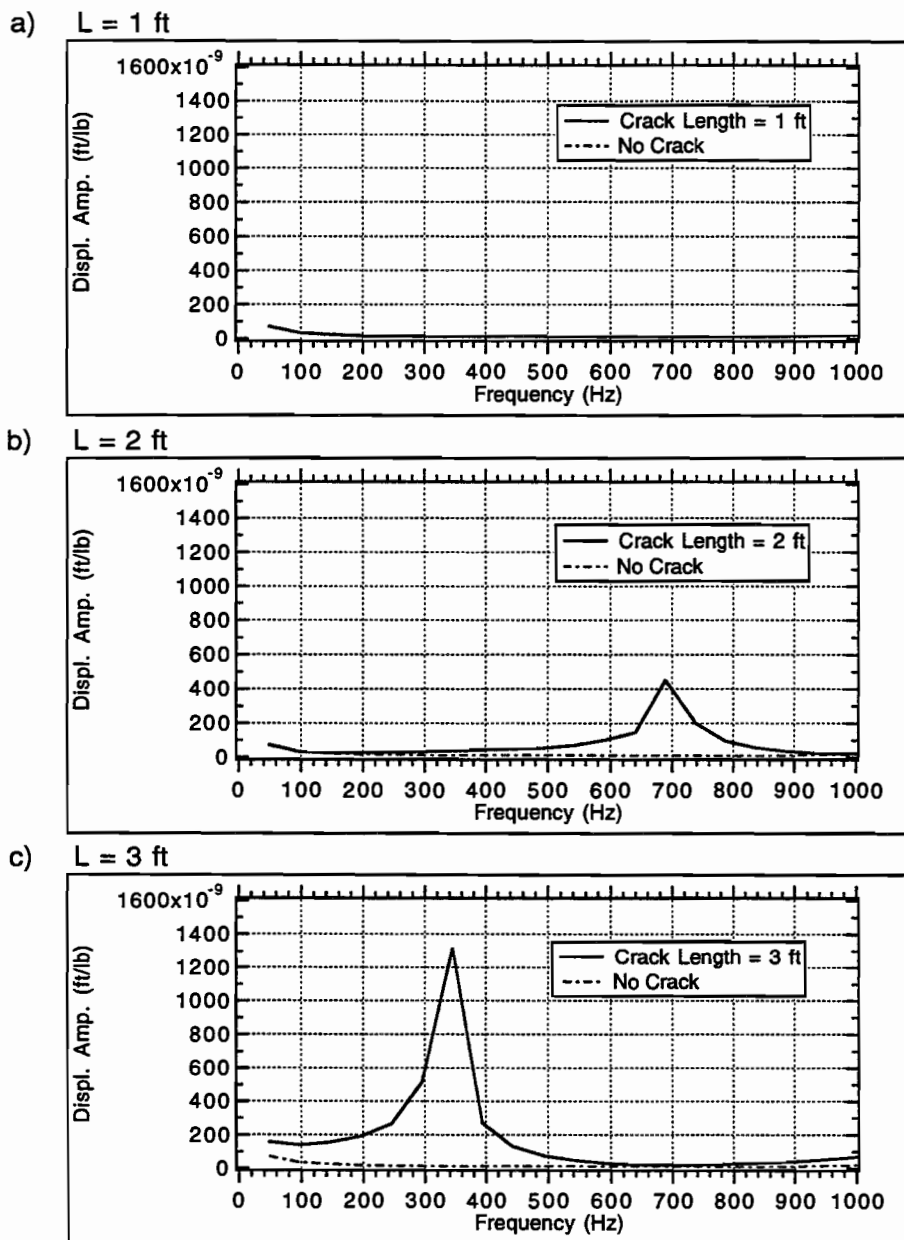 a) L = 1 ft
1600x10⁻⁹
1400
1200
1000
800
600
400
200
0
Displ. Amp. (ft/lb)
Crack Length = 1 ft
No Crack
0 100 200 300 400 500 600 700 800 900 1000
Frequency (Hz)
b) L = 2 ft
1600x10⁻⁹
1400
1200
1000
800
600
400
200
0
Displ. Amp. (ft/lb)
Crack Length = 2 ft
No Crack
0 100 200 300 400 500 600 700 800 900 1000
Frequency (Hz)
c) L = 3 ft
1600x10⁻⁹
1400
1200
1000
800
600
400
200
0
Displ. Amp. (ft/lb)
Crack Length = 3 ft
No Crack
0 100 200 300 400 500 600 700 800 900 1000
Frequency (Hz)